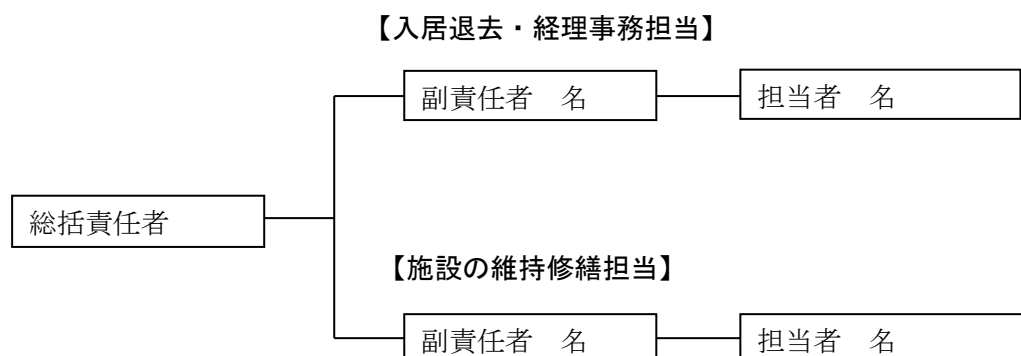 【入居退去・経理事務担当】
副責任者　名
担当者　名
総括責任者
【施設の維持修繕担当】
副責任者　名
担当者　名